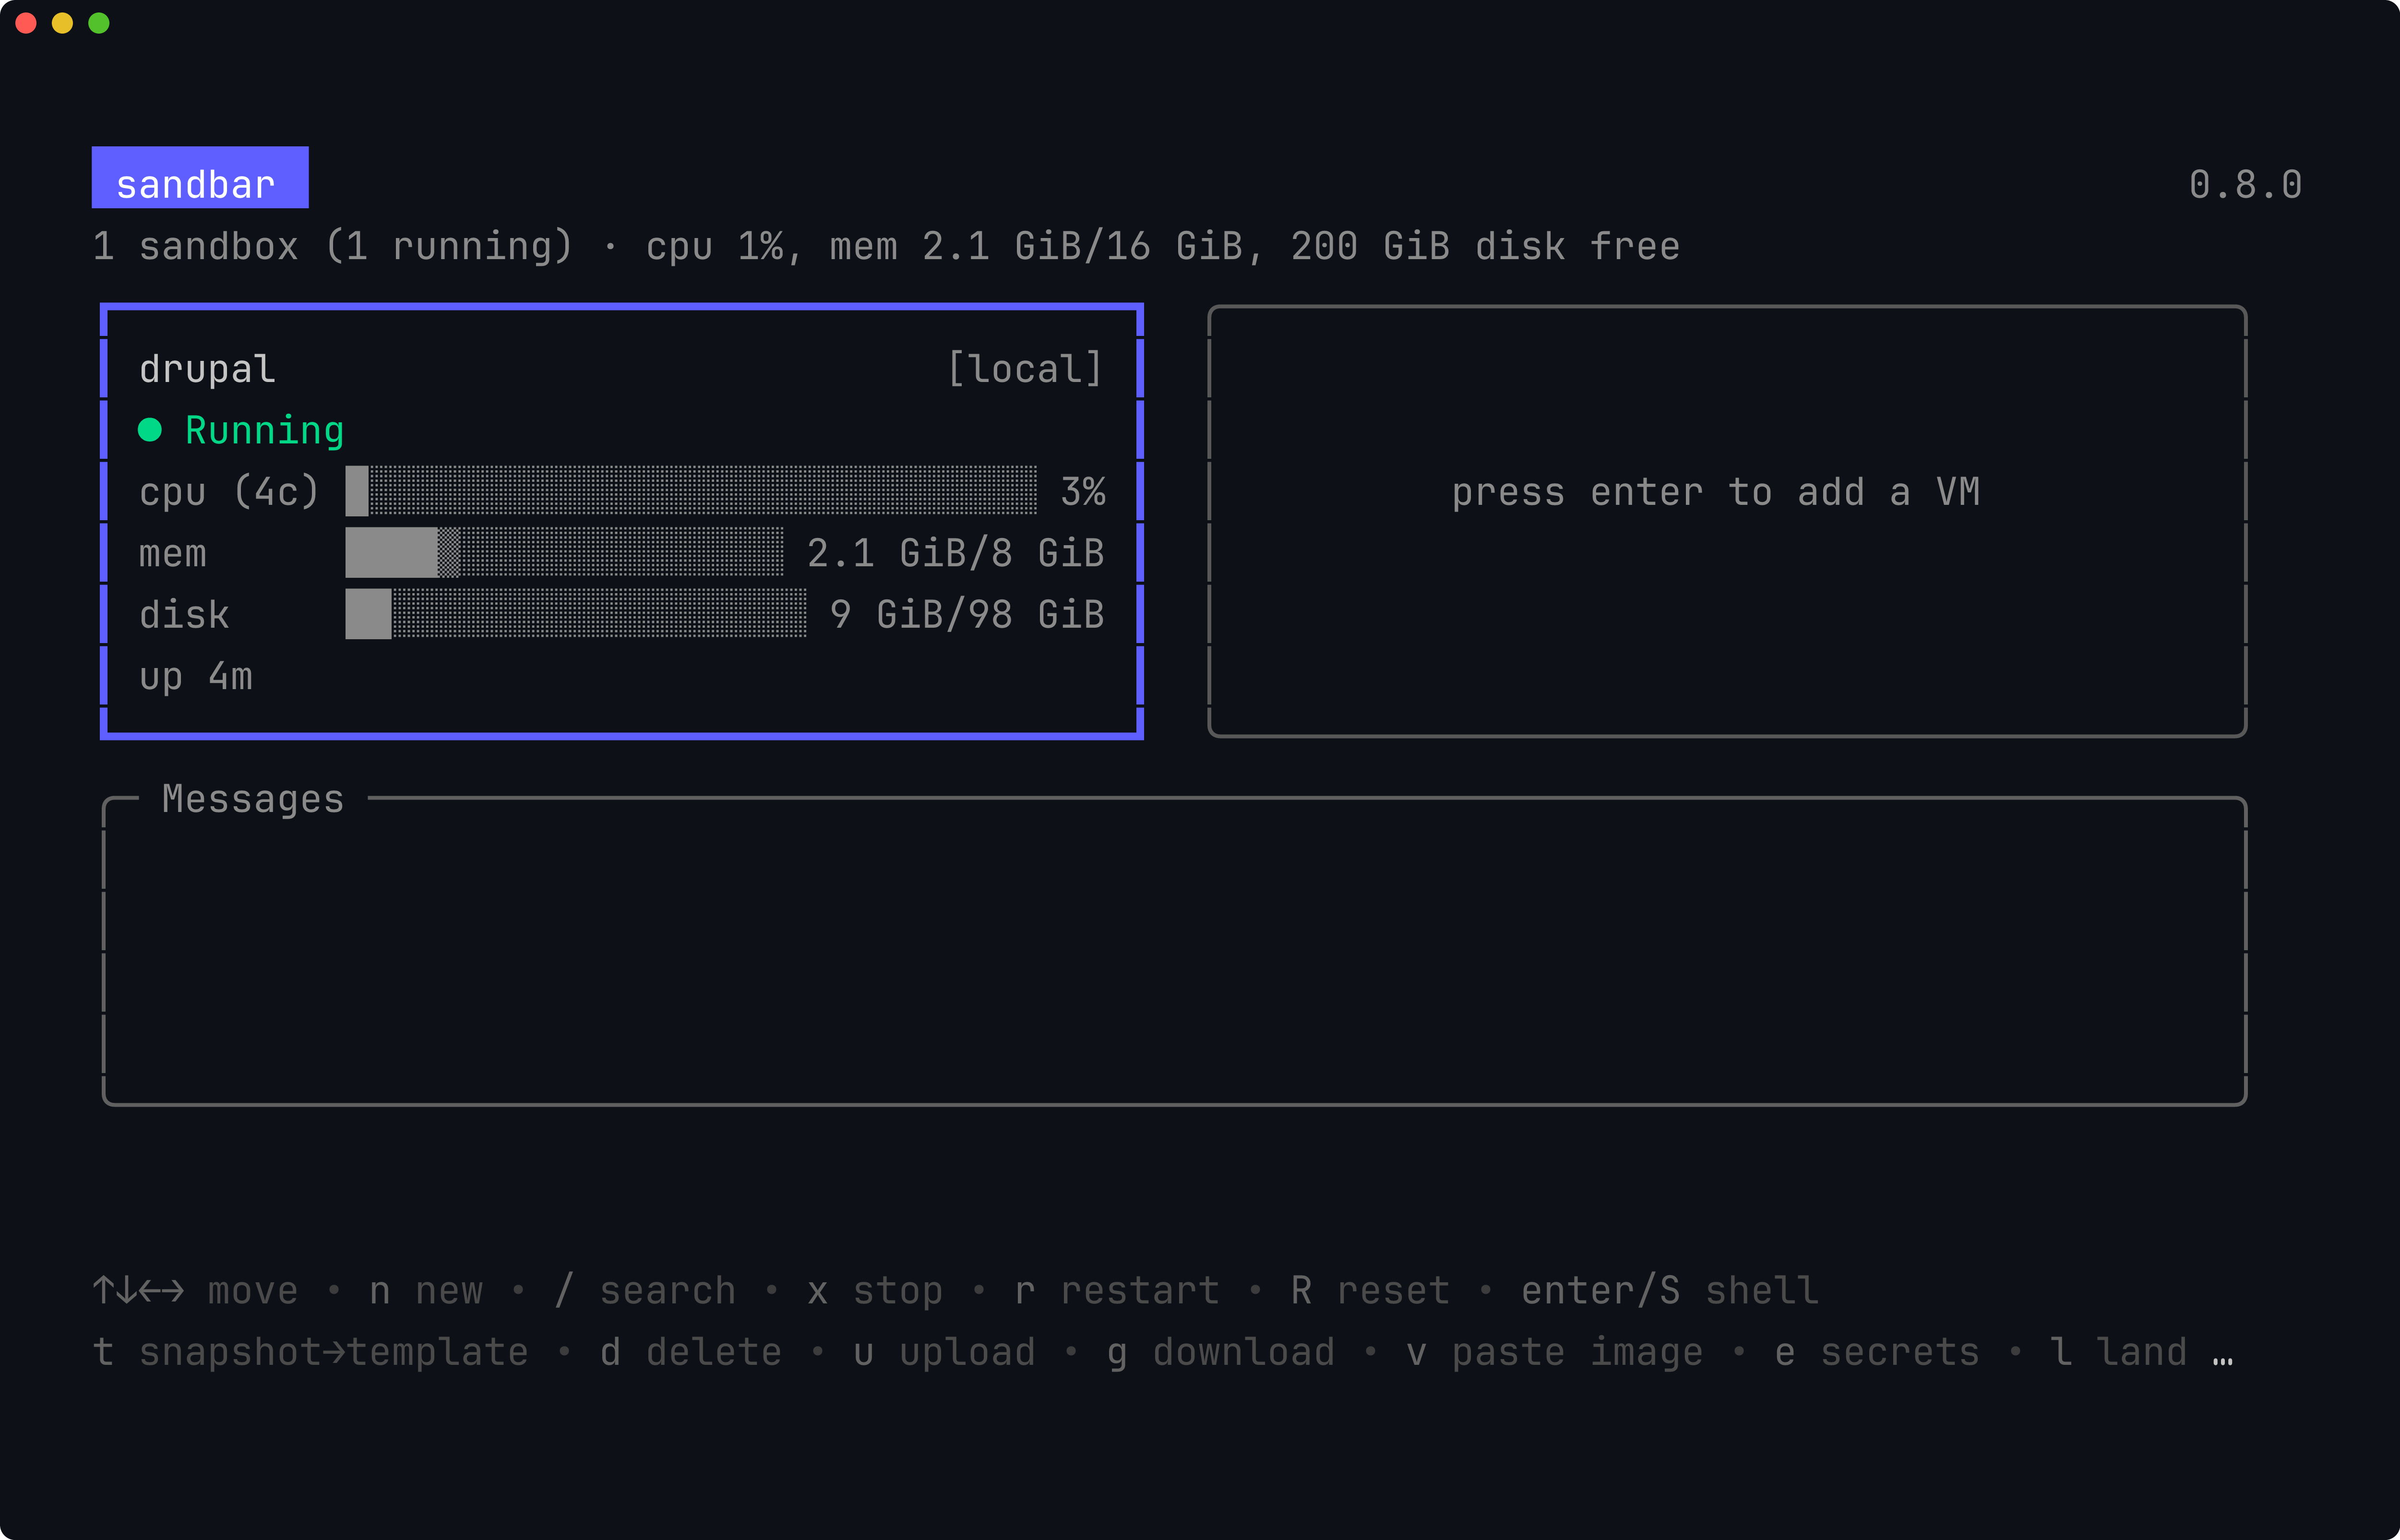 sandbar 0.8.0
1 sandbox (1 running) · cpu 1%, mem 2.1 GiB/16 GiB, 200 GiB disk free
drupal [local]
● Running
cpu (4c) 3%
mem 2.1 GiB/8 GiB
disk 9 GiB/98 GiB
up 4m
press enter to add a VM
Messages
↑↓←→ move • n new • / search • x stop • r restart • R reset • enter/S shell
t snapshot→template • d delete • u upload • g download • v paste image • e secrets • l land …